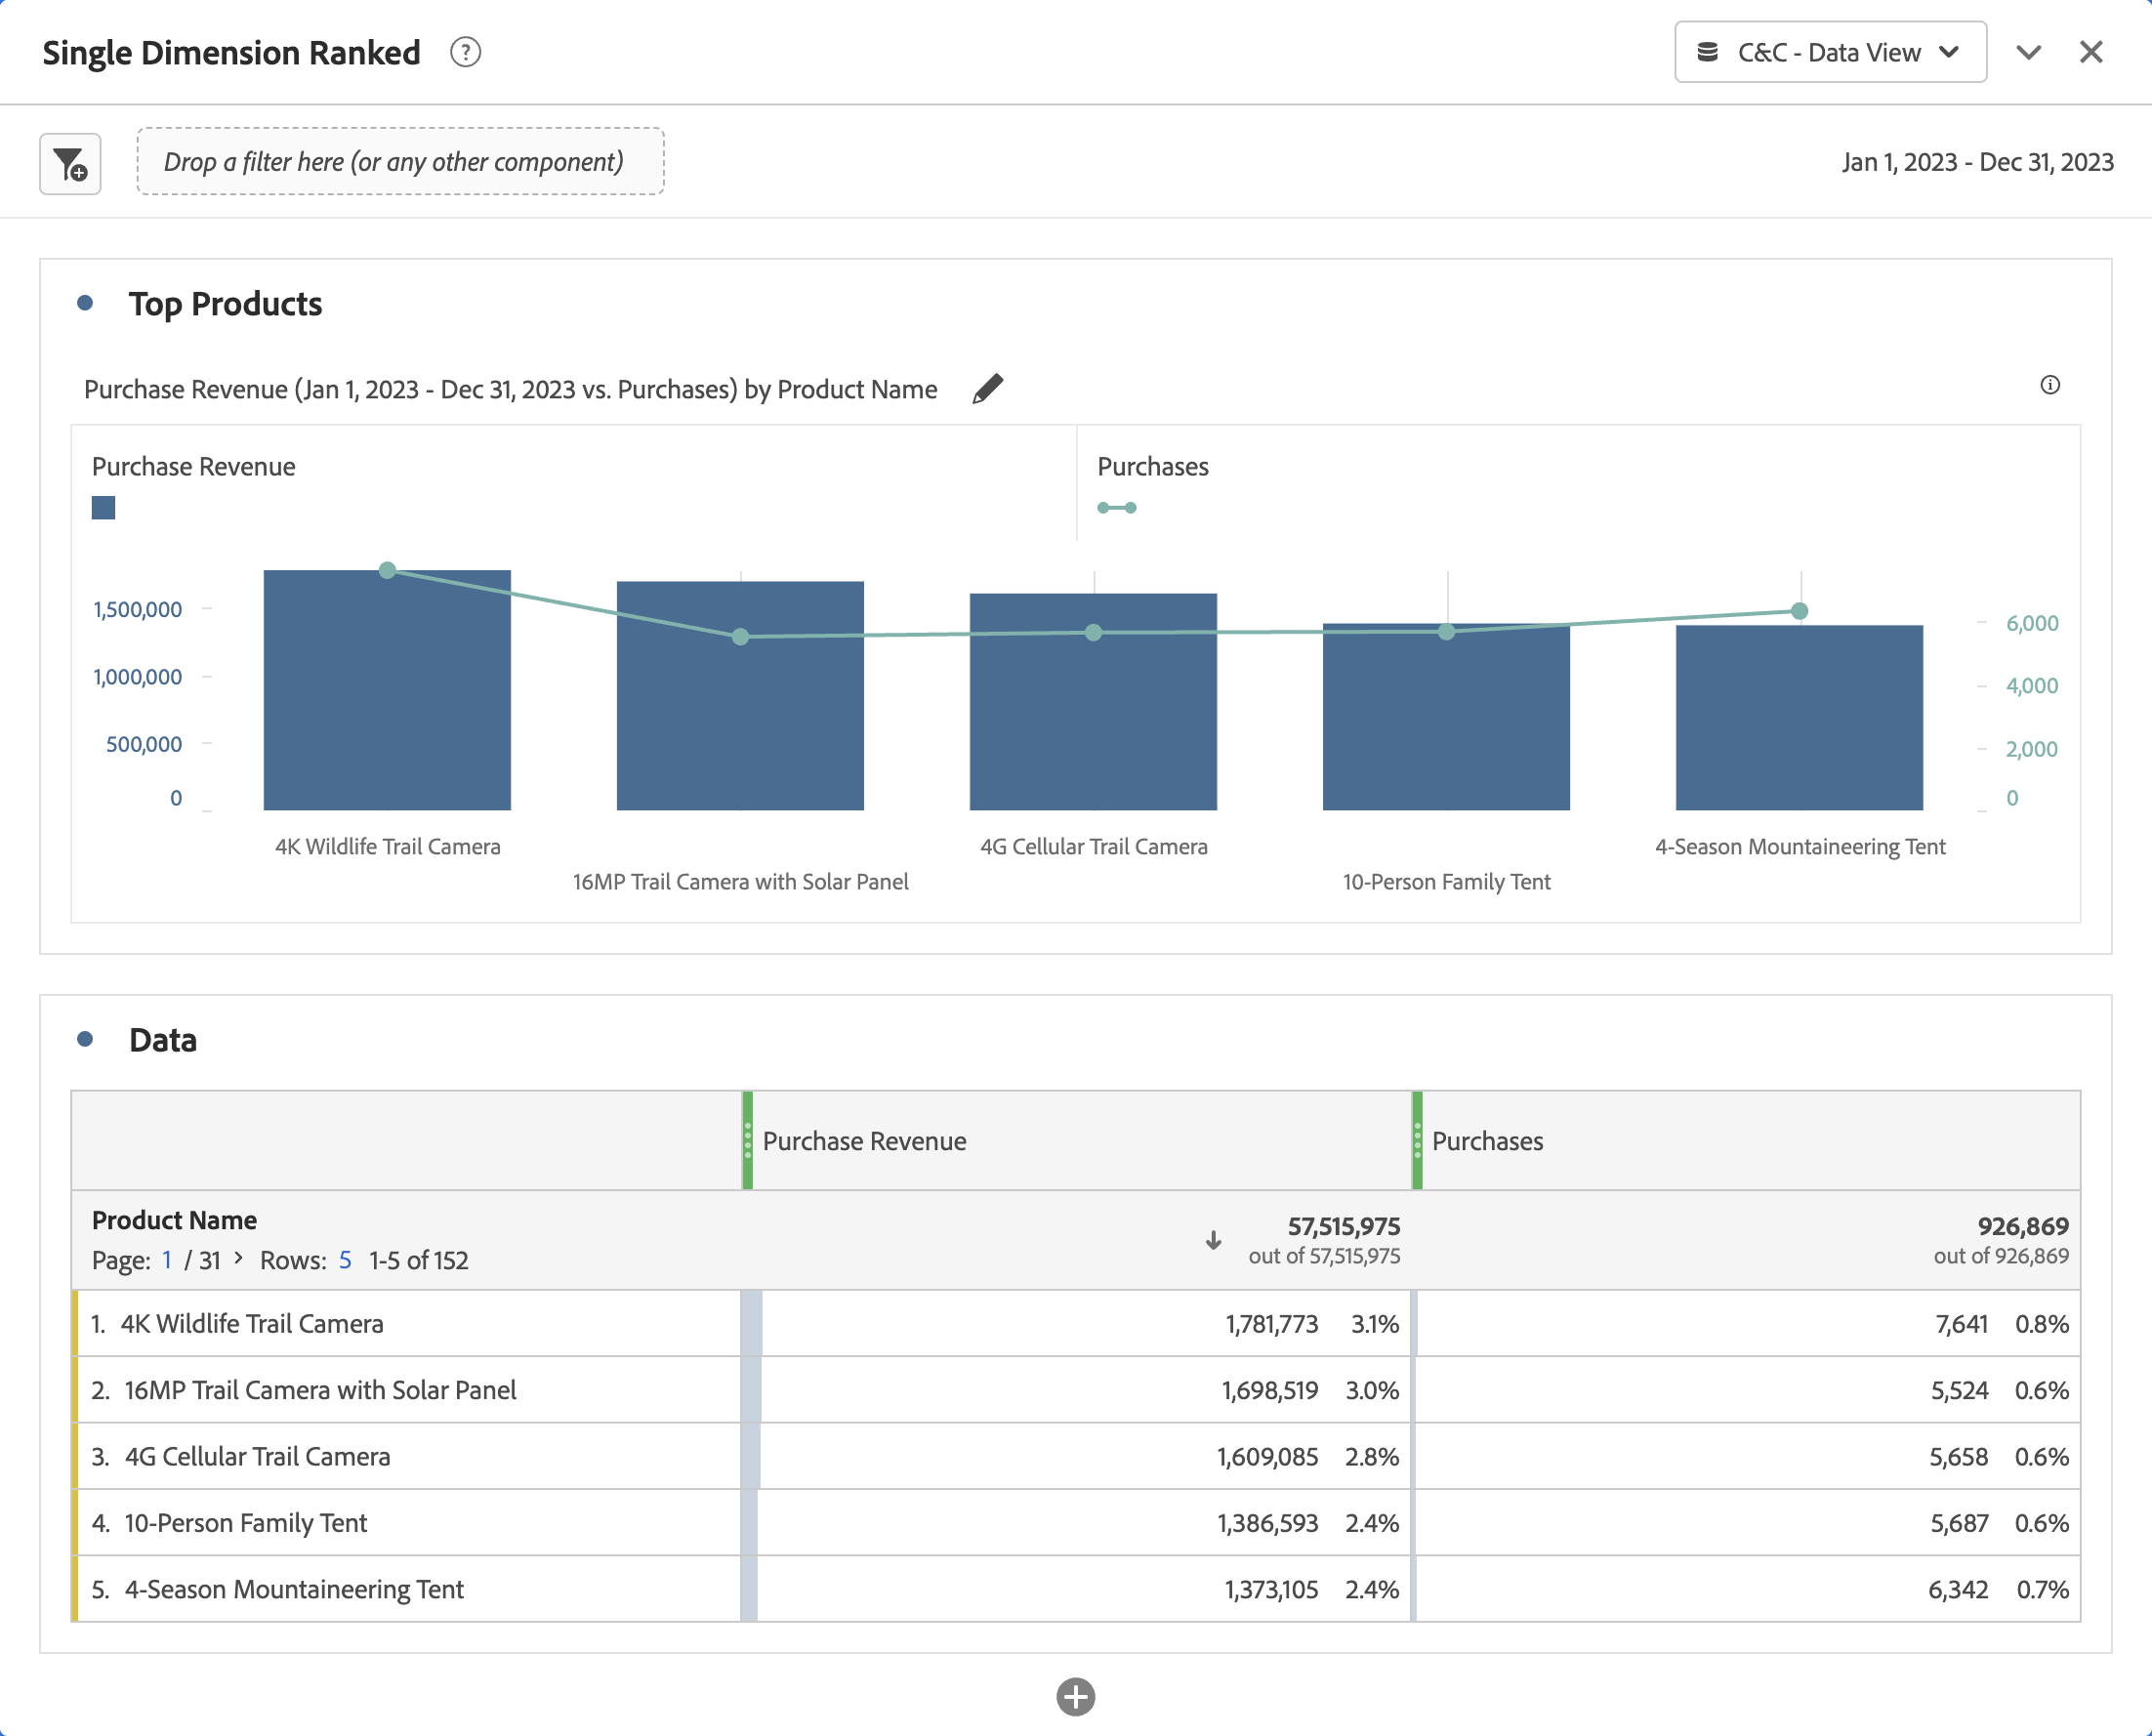 Single Dimension Ranked ? C&C - Data View
Drop a filter here (or any other component) Jan 1, 2023 - Dec 31, 2023
Top Products
Purchase Revenue (Jan 1, 2023 - Dec 31, 2023 vs. Purchases) by Product Name
Purchase Revenue Purchases
1,500,000
1,000,000
500,000
0
6,000
4,000
2,000
0
4K Wildlife Trail Camera
16MP Trail Camera with Solar Panel
4G Cellular Trail Camera
10-Person Family Tent
4-Season Mountaineering Tent
Data
Purchase Revenue Purchases
Product Name 57,515,975 926,869
Page: 1 / 31 > Rows: 5 1-5 of 152 out of 57,515,975 out of 926,869
1. 4K Wildlife Trail Camera 1,781,773 3.1% 7,641 0.8%
2. 16MP Trail Camera with Solar Panel 1,698,519 3.0% 5,524 0.6%
3. 4G Cellular Trail Camera 1,609,085 2.8% 5,658 0.6%
4. 10-Person Family Tent 1,386,593 2.4% 5,687 0.6%
5. 4-Season Mountaineering Tent 1,373,105 2.4% 6,342 0.7%